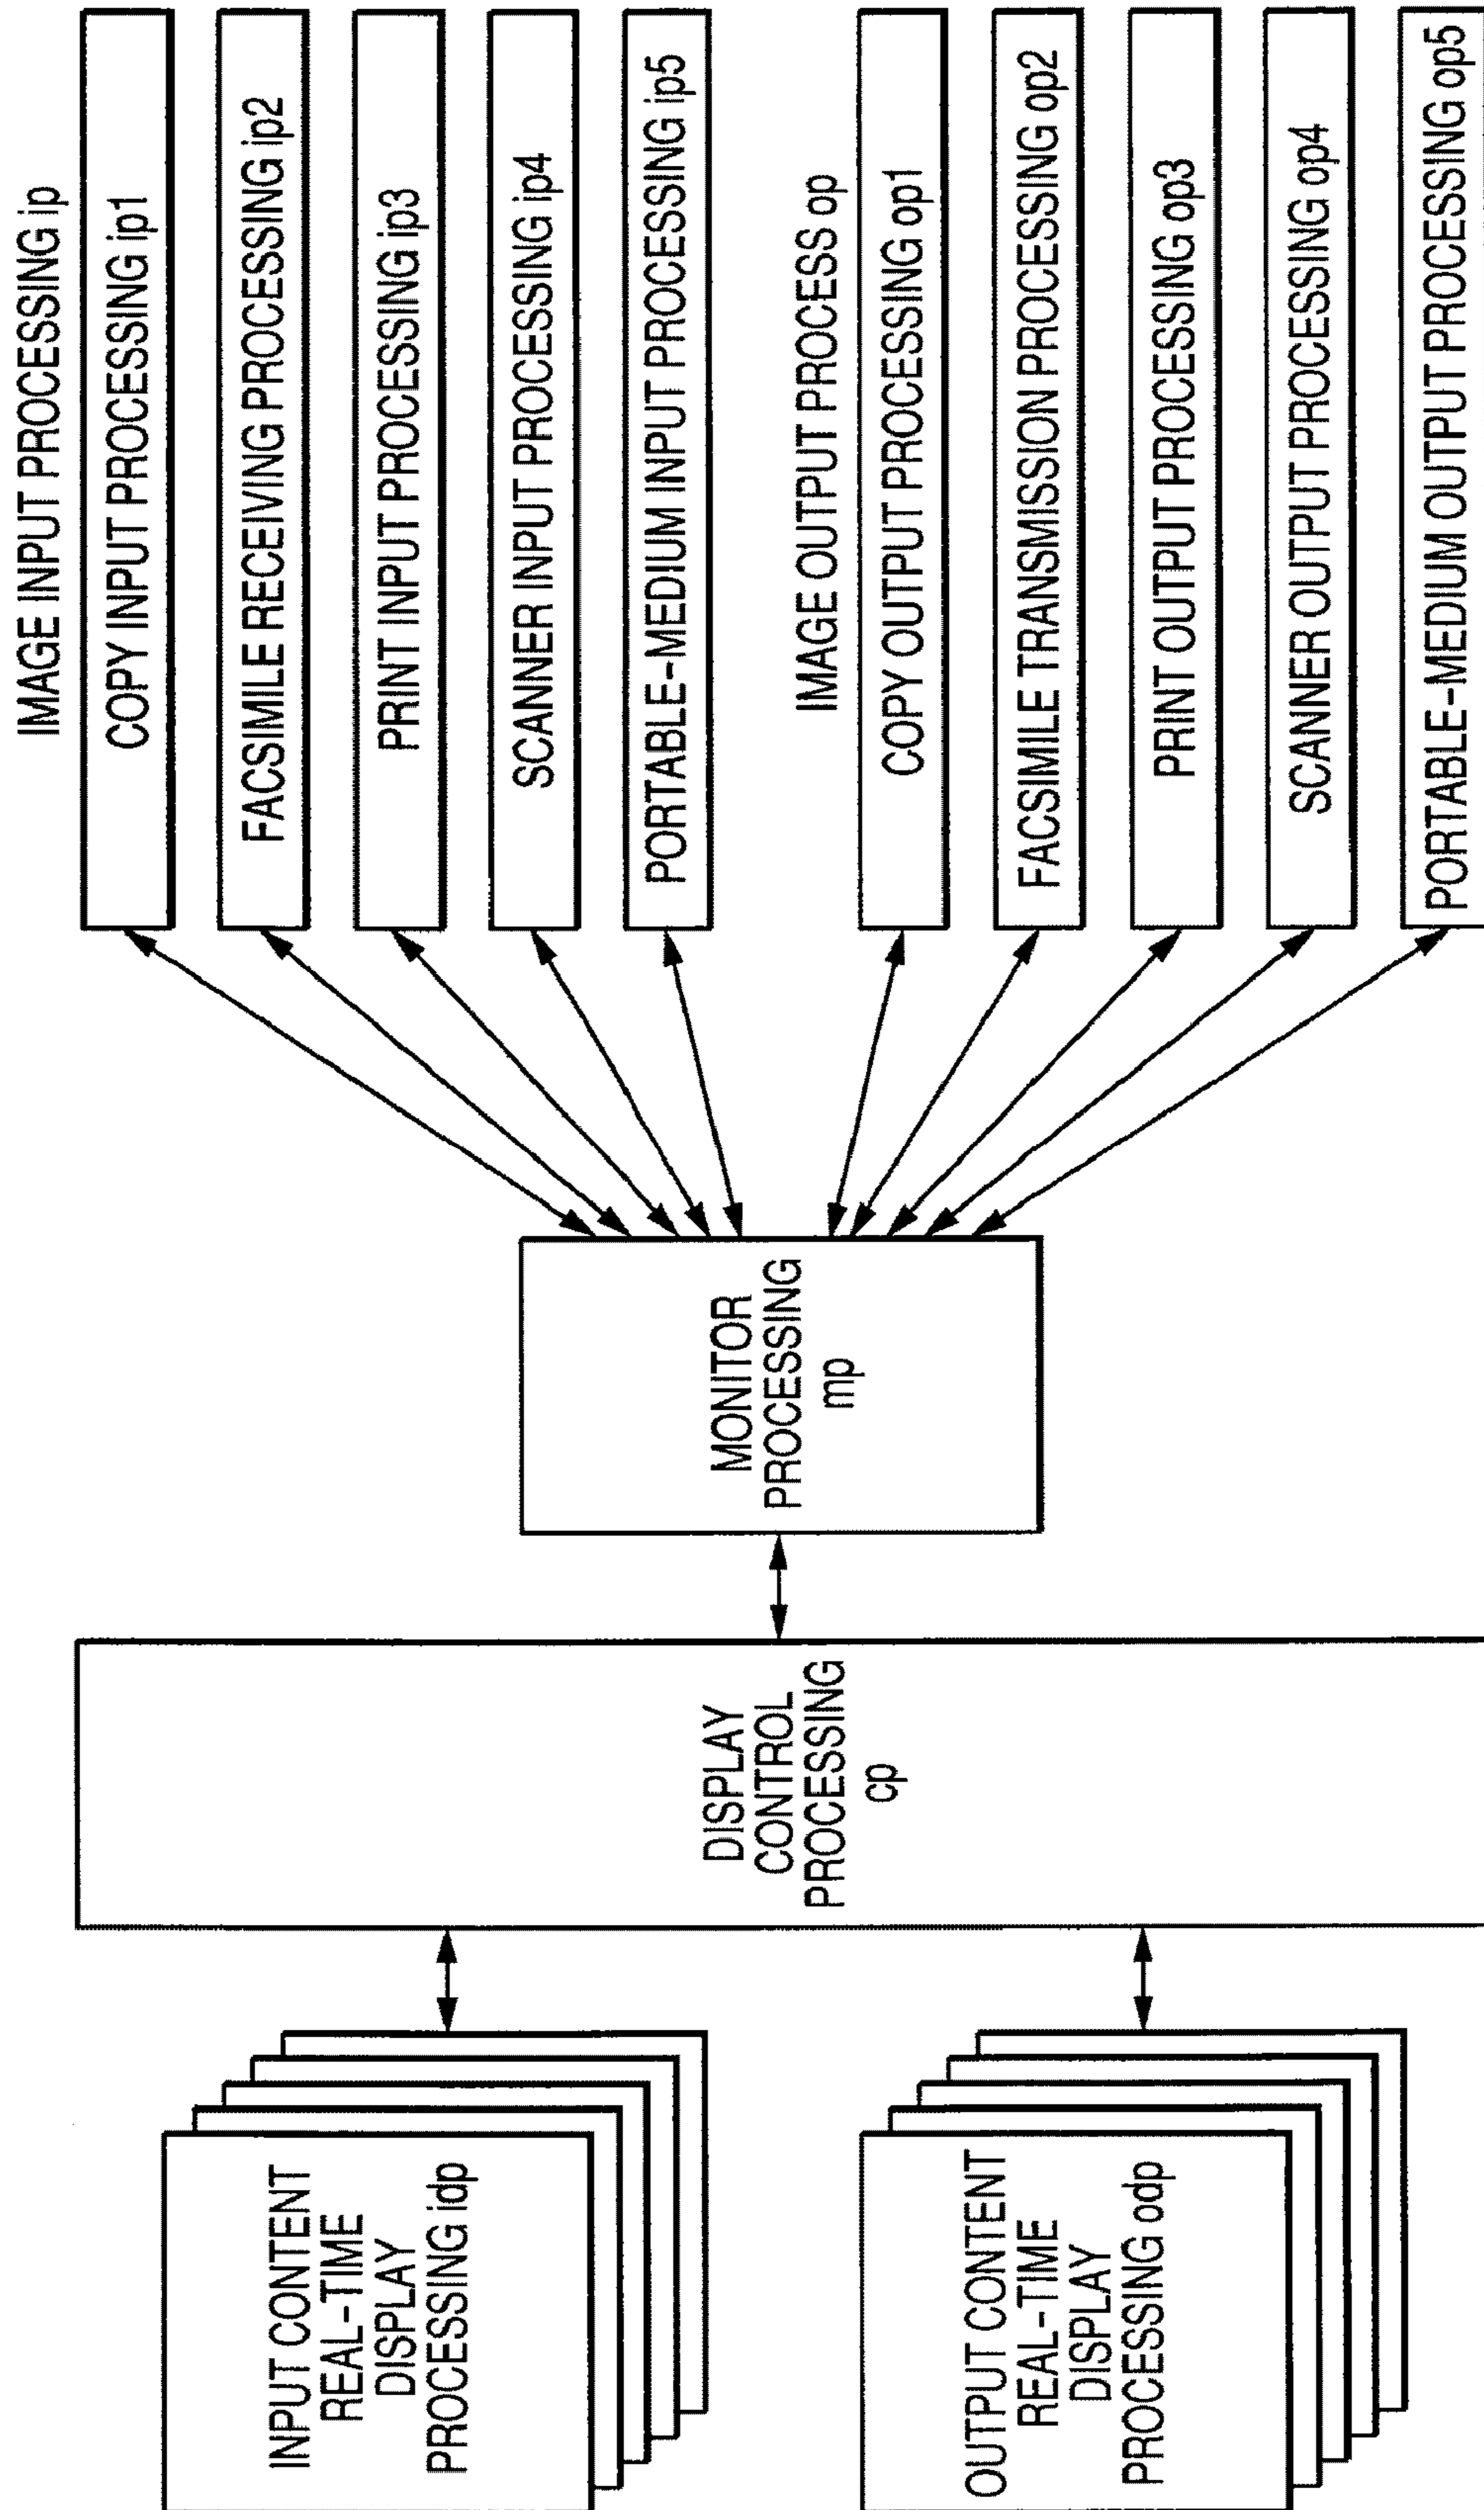 INPUT CONTENT
REAL-TIME
DISPLAY
PROCESSING idp
OUTPUT CONTENT
REAL-TIME
DISPLAY
PROCESSING odp
DISPLAY
CONTROL
PROCESSING
cp
MONITOR
PROCESSING
mp
IMAGE INPUT PROCESSING ip
COPY INPUT PROCESSING ip1
FACSIMILE RECEIVING PROCESSING ip2
PRINT INPUT PROCESSING ip3
SCANNER INPUT PROCESSING ip4
PORTABLE-MEDIUM INPUT PROCESSING ip5
IMAGE OUTPUT PROCESS op
COPY OUTPUT PROCESSING op1
FACSIMILE TRANSMISSION PROCESSING op2
PRINT OUTPUT PROCESSING op3
SCANNER OUTPUT PROCESSING op4
PORTABLE-MEDIUM OUTPUT PROCESSING op5